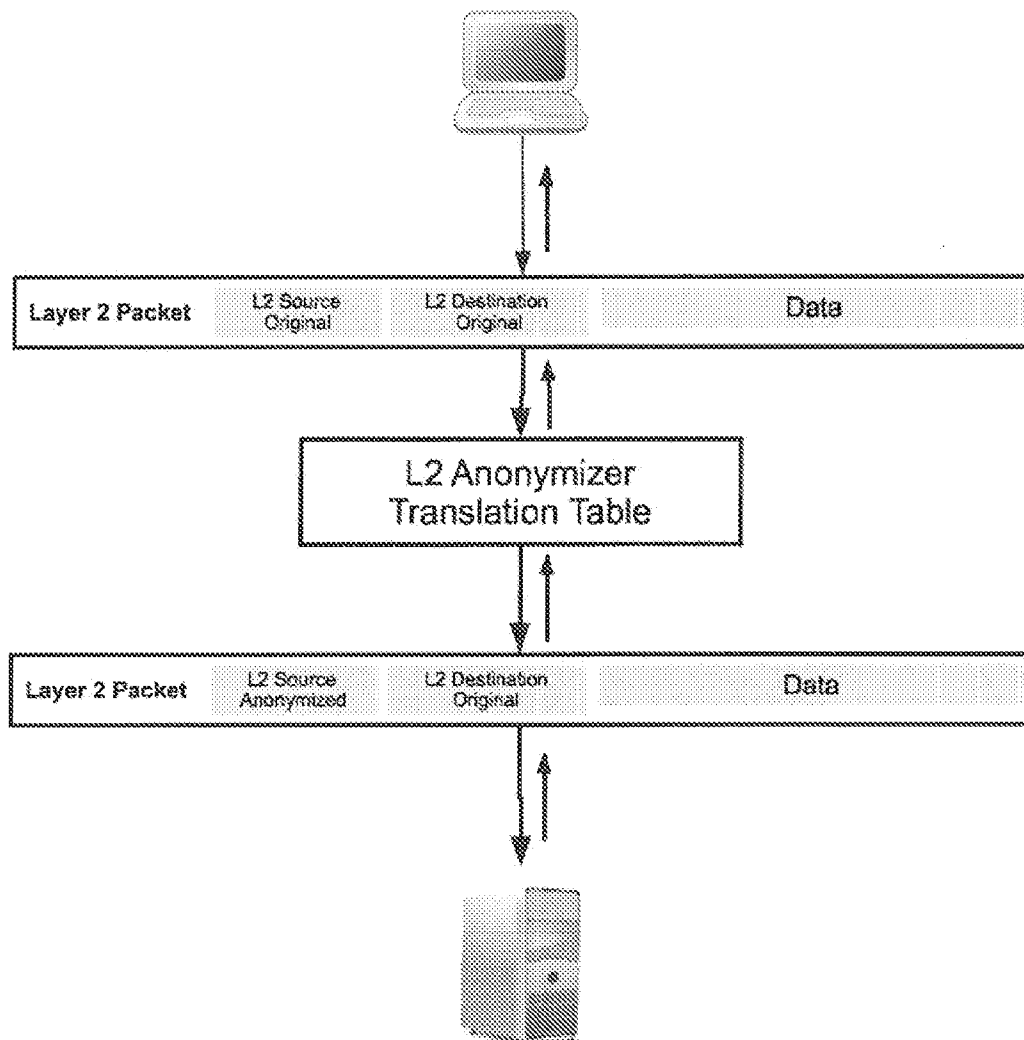 Layer 2 Packet
L2 Source
Original
L2 Destination
Original
Data
L2 Anonymizer
Translation Table
Layer 2 Packet
L2 Source
Anonymized
L2 Destination
Original
Data